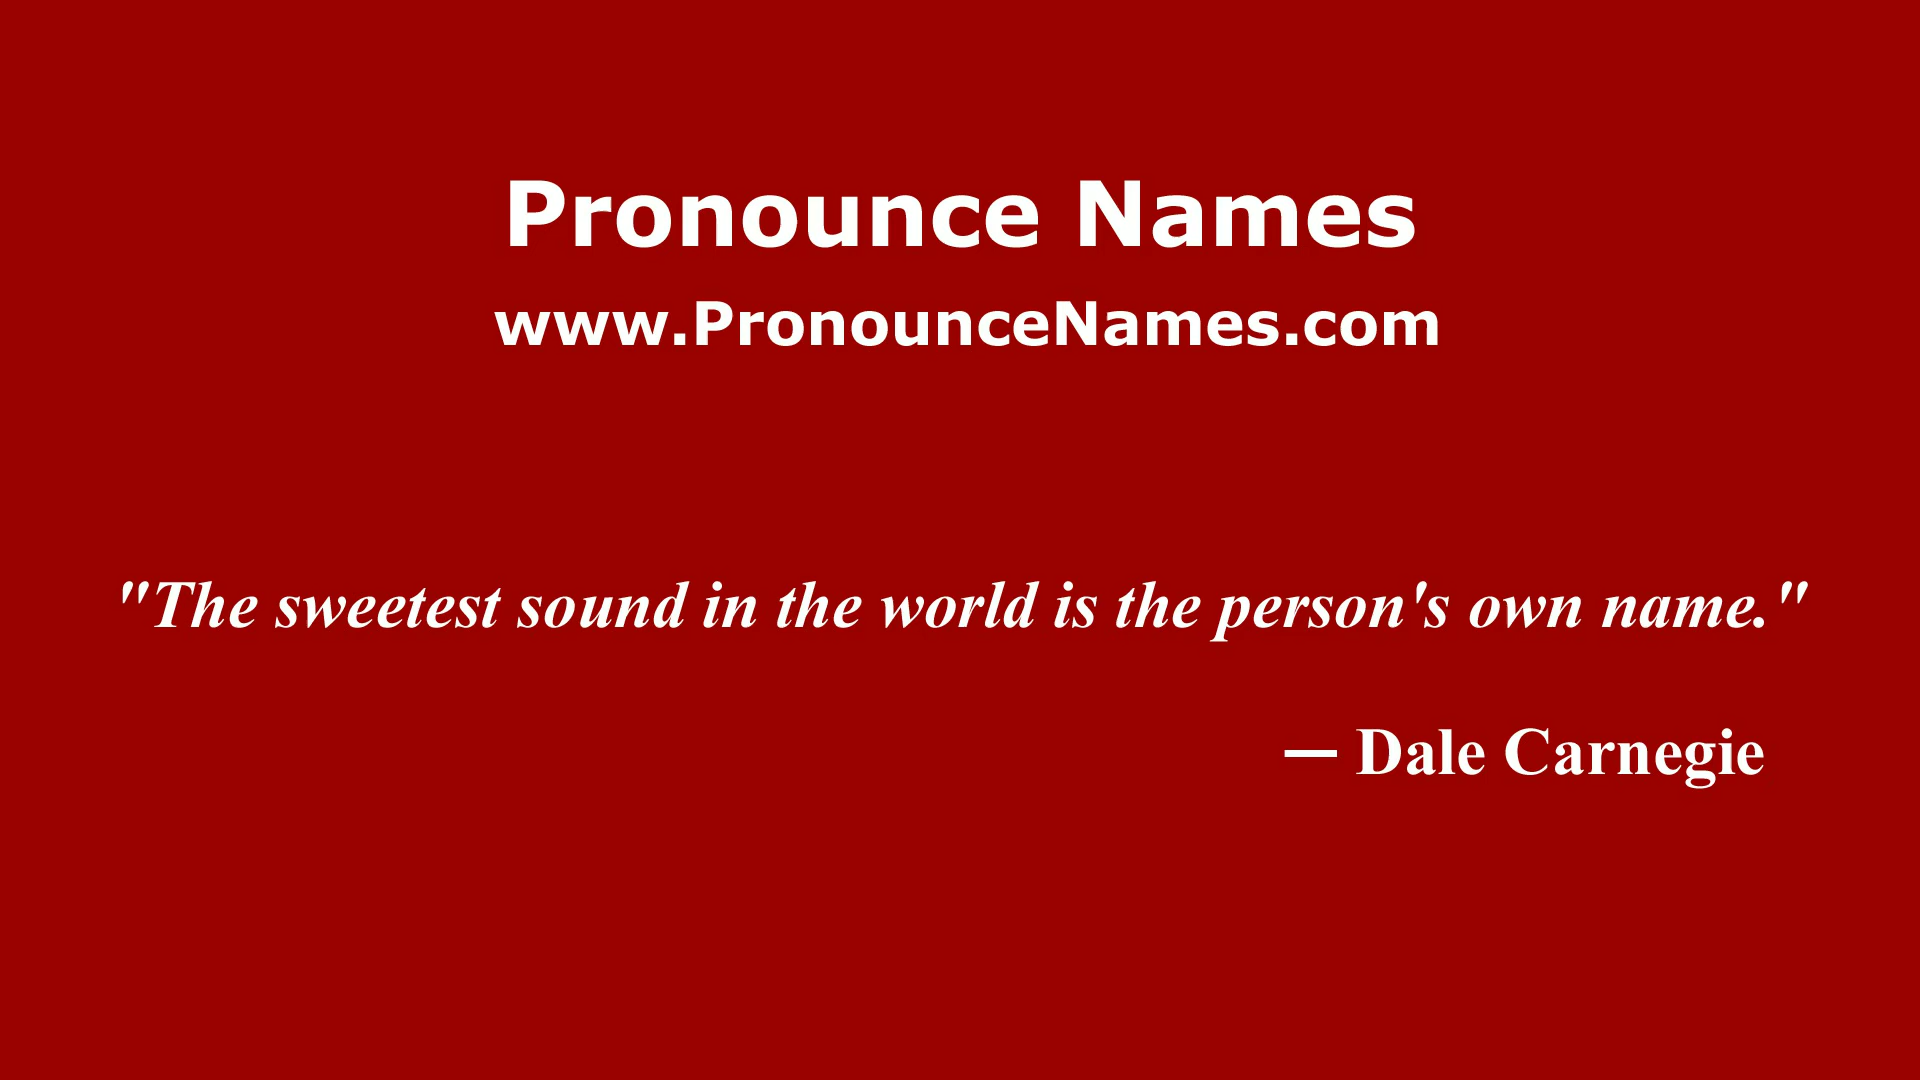 Pronounce Names
www.PronounceNames.com
"The sweetest sound in the world is the person's own name."
— Dale Carnegie